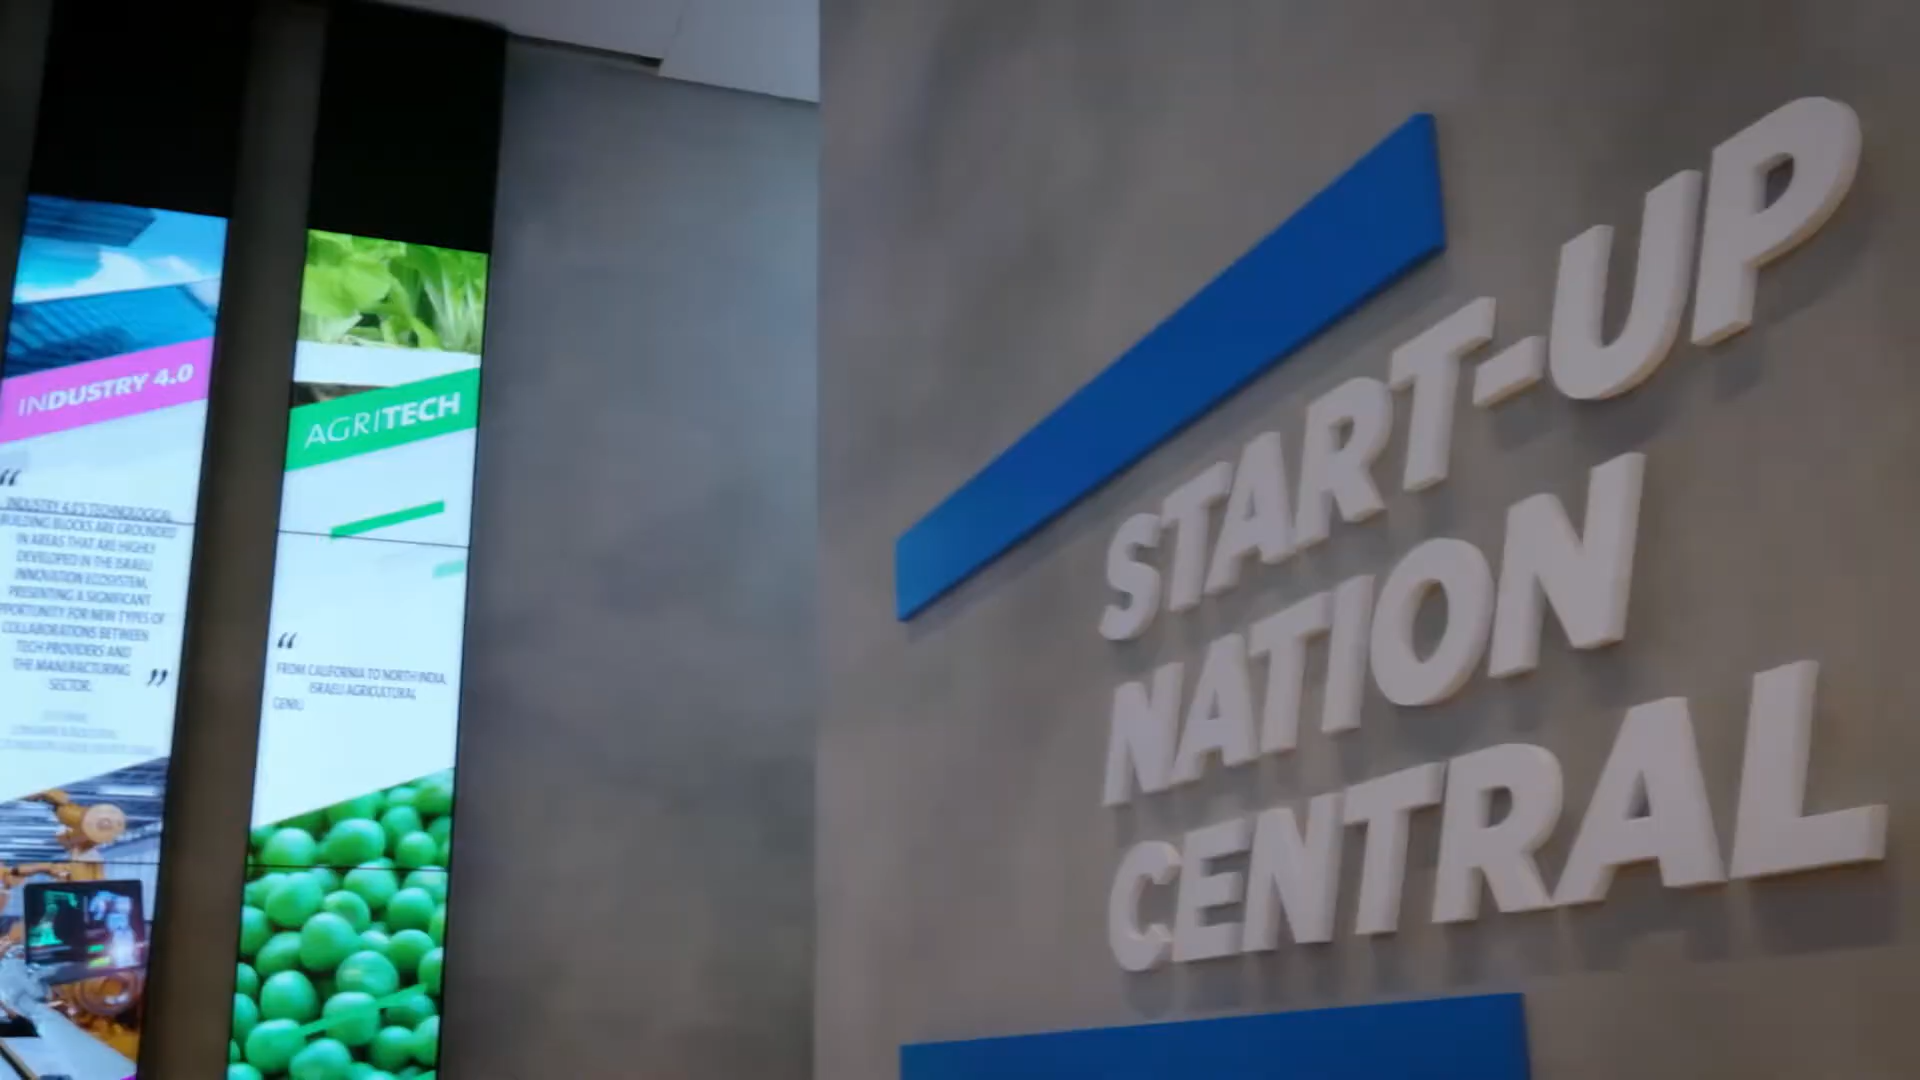 INDUSTRY 4.0
“
INDUSTRY 4.0'S TECHNOLOGICAL
BUILDING BLOCKS ARE GROUNDED
IN AREAS THAT ARE HIGHLY
DEVELOPED IN THE ISRAELI
INNOVATION ECOSYSTEM,
PRESENTING A SIGNIFICANT
OPPORTUNITY FOR NEW TYPES OF
COLLABORATIONS BETWEEN
TECH PROVIDERS AND
THE MANUFACTURING
SECTOR. ”
AGRITECH
“
FROM CALIFORNIA TO NORTH INDIA,
ISRAELI AGRICULTURAL
GENIU
START-UP
NATION
CENTRAL